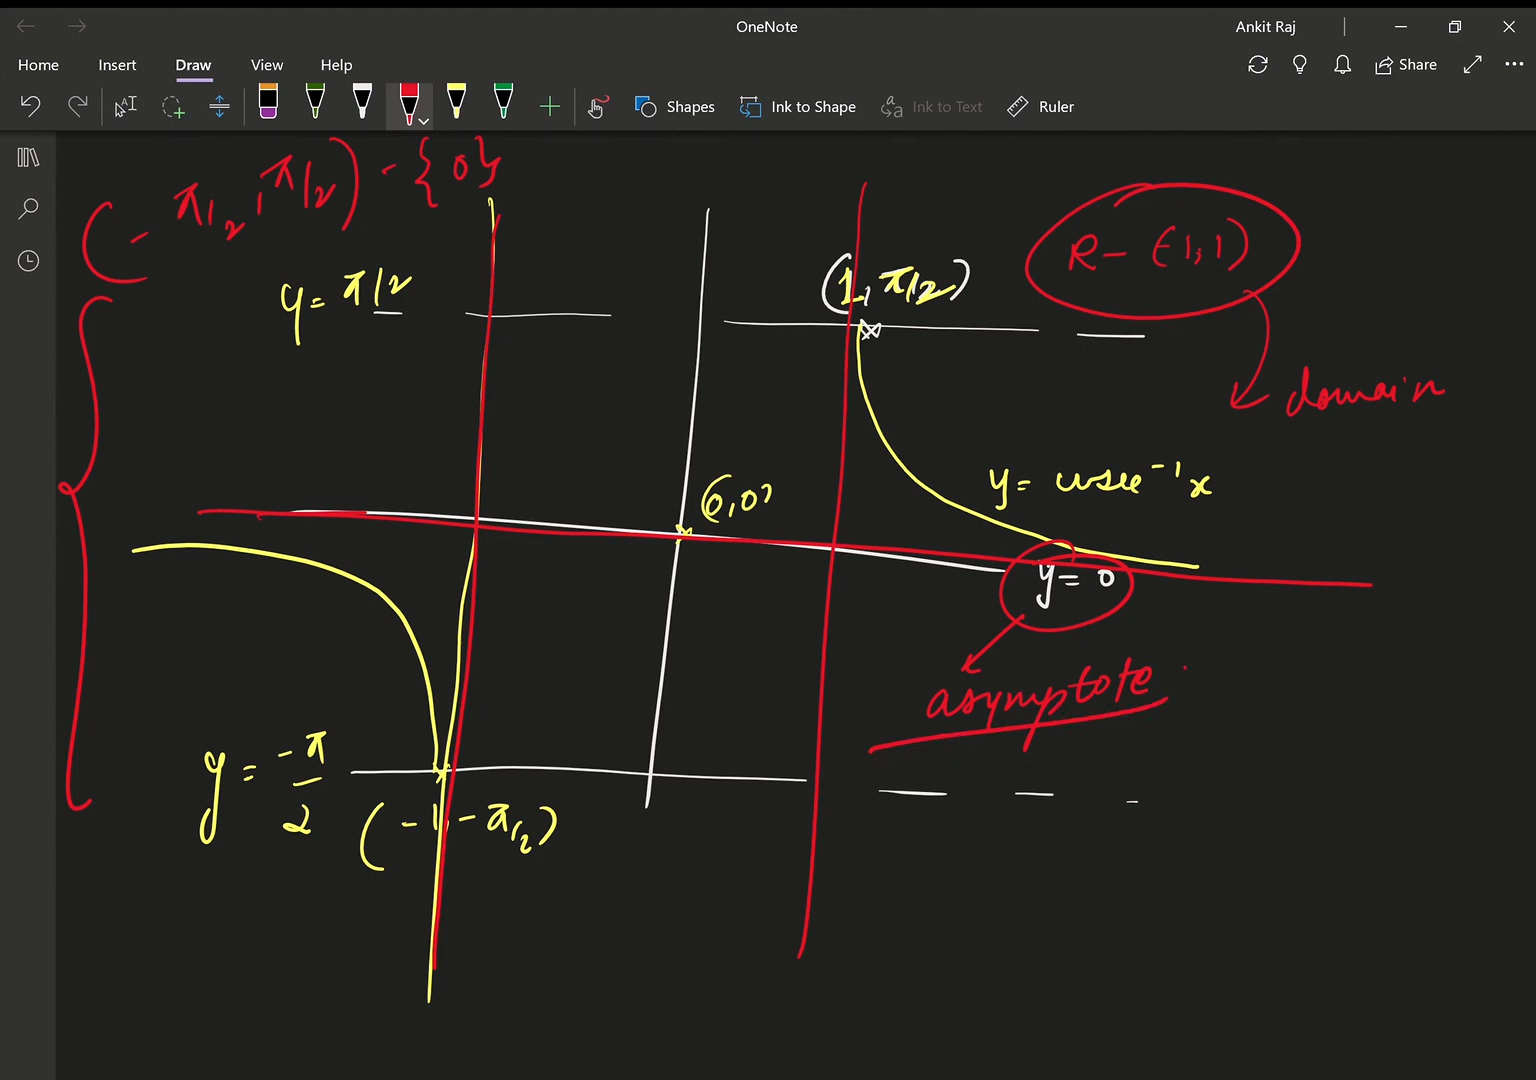 OneNote
Ankit Raj
Home Insert Draw View Help
Share
Shapes Ink to Shape Ink to Text Ruler
(-π/2, π/2) - {0}
y = π/2
(1, π/2)
R - (-1, 1)
domain
y = cosec⁻¹x
(0,0)
y = 0
asymptote
y = -π/2
(-1, -π/2)